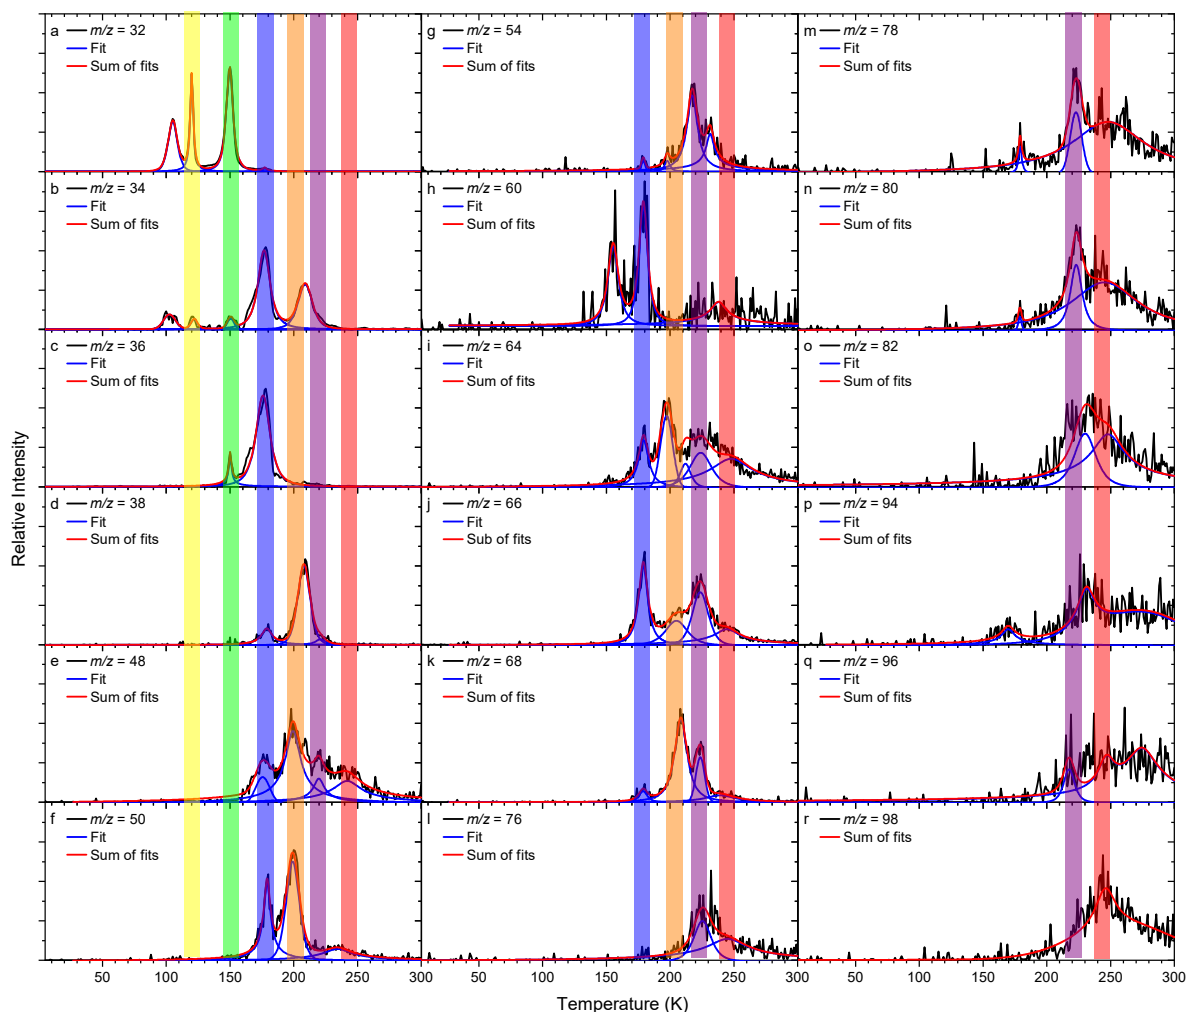 a m/z = 32
Fit
Sum of fits
b m/z = 34
Fit
Sum of fits
c m/z = 36
Fit
Sum of fits
d m/z = 38
Fit
Sum of fits
e m/z = 48
Fit
Sum of fits
f m/z = 50
Fit
Sum of fits
g m/z = 54
Fit
Sum of fits
h m/z = 60
Fit
Sum of fits
i m/z = 64
Fit
Sum of fits
j m/z = 66
Fit
Sub of fits
k m/z = 68
Fit
Sum of fits
l m/z = 76
Fit
Sum of fits
m m/z = 78
Fit
Sum of fits
n m/z = 80
Fit
Sum of fits
o m/z = 82
Fit
Sum of fits
p m/z = 94
Fit
Sum of fits
q m/z = 96
Fit
Sum of fits
r m/z = 98
Sum of fits
Relative Intensity
50 100 150 200 250 300 50 100 150 200 250 300 50 100 150 200 250 300
Temperature (K)